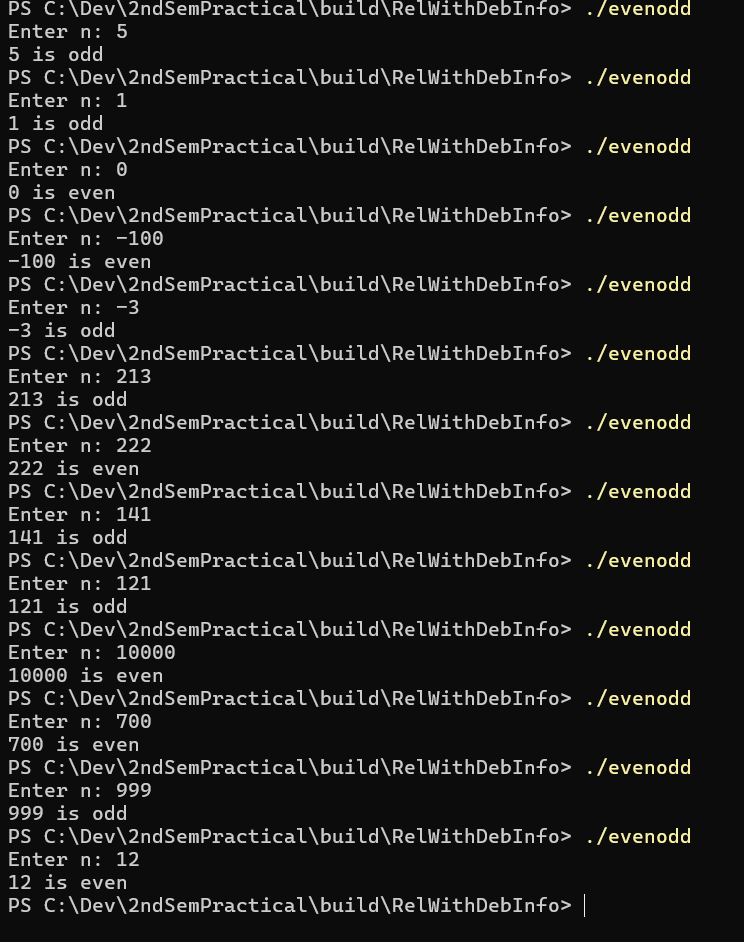 PS C:\Dev\2ndSemPractical\build\RelWithDebInfo> ./evenodd
Enter n: 5
5 is odd
PS C:\Dev\2ndSemPractical\build\RelWithDebInfo> ./evenodd
Enter n: 1
1 is odd
PS C:\Dev\2ndSemPractical\build\RelWithDebInfo> ./evenodd
Enter n: 0
0 is even
PS C:\Dev\2ndSemPractical\build\RelWithDebInfo> ./evenodd
Enter n: -100
-100 is even
PS C:\Dev\2ndSemPractical\build\RelWithDebInfo> ./evenodd
Enter n: -3
-3 is odd
PS C:\Dev\2ndSemPractical\build\RelWithDebInfo> ./evenodd
Enter n: 213
213 is odd
PS C:\Dev\2ndSemPractical\build\RelWithDebInfo> ./evenodd
Enter n: 222
222 is even
PS C:\Dev\2ndSemPractical\build\RelWithDebInfo> ./evenodd
Enter n: 141
141 is odd
PS C:\Dev\2ndSemPractical\build\RelWithDebInfo> ./evenodd
Enter n: 121
121 is odd
PS C:\Dev\2ndSemPractical\build\RelWithDebInfo> ./evenodd
Enter n: 10000
10000 is even
PS C:\Dev\2ndSemPractical\build\RelWithDebInfo> ./evenodd
Enter n: 700
700 is even
PS C:\Dev\2ndSemPractical\build\RelWithDebInfo> ./evenodd
Enter n: 999
999 is odd
PS C:\Dev\2ndSemPractical\build\RelWithDebInfo> ./evenodd
Enter n: 12
12 is even
PS C:\Dev\2ndSemPractical\build\RelWithDebInfo>